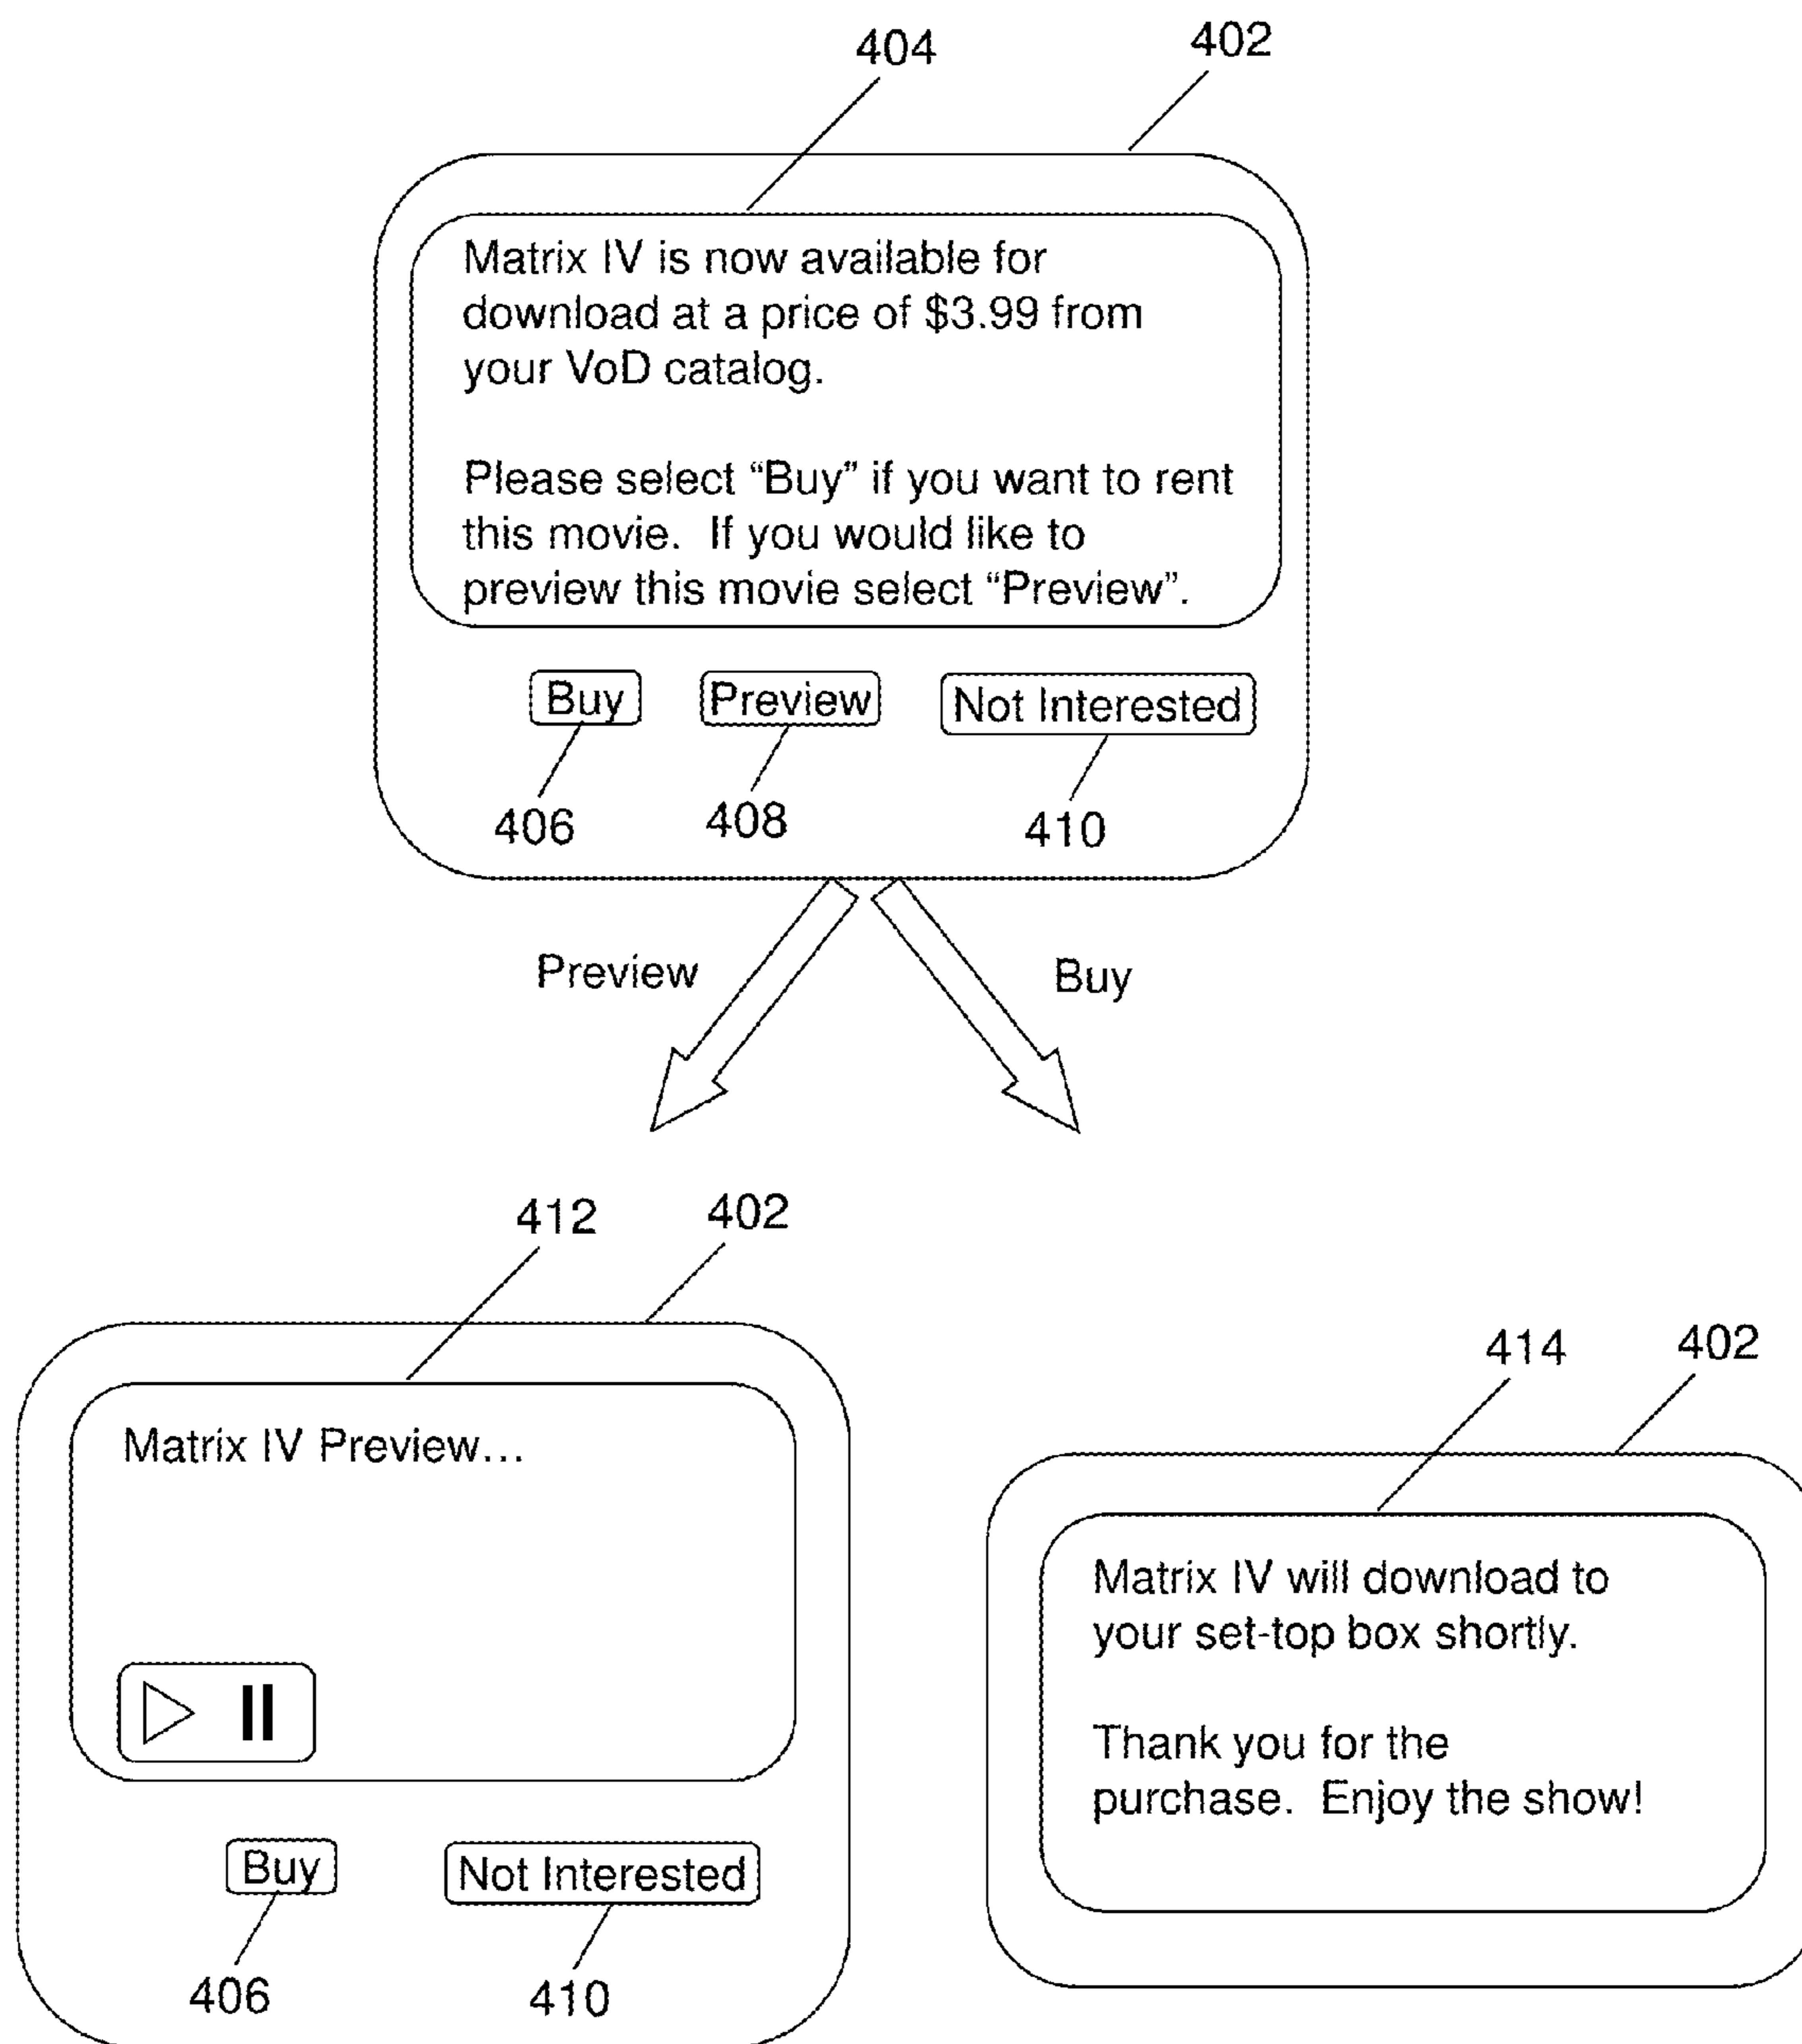 404
402
Matrix IV is now available for
download at a price of $3.99 from
your VoD catalog.
Please select “Buy” if you want to rent
this movie.  If you would like to
preview this movie select “Preview”.
Buy
Preview
Not Interested
406
408
410
Preview
Buy
412
402
Matrix IV Preview...
Buy
Not Interested
406
410
414
402
Matrix IV will download to
your set-top box shortly.
Thank you for the
purchase.  Enjoy the show!